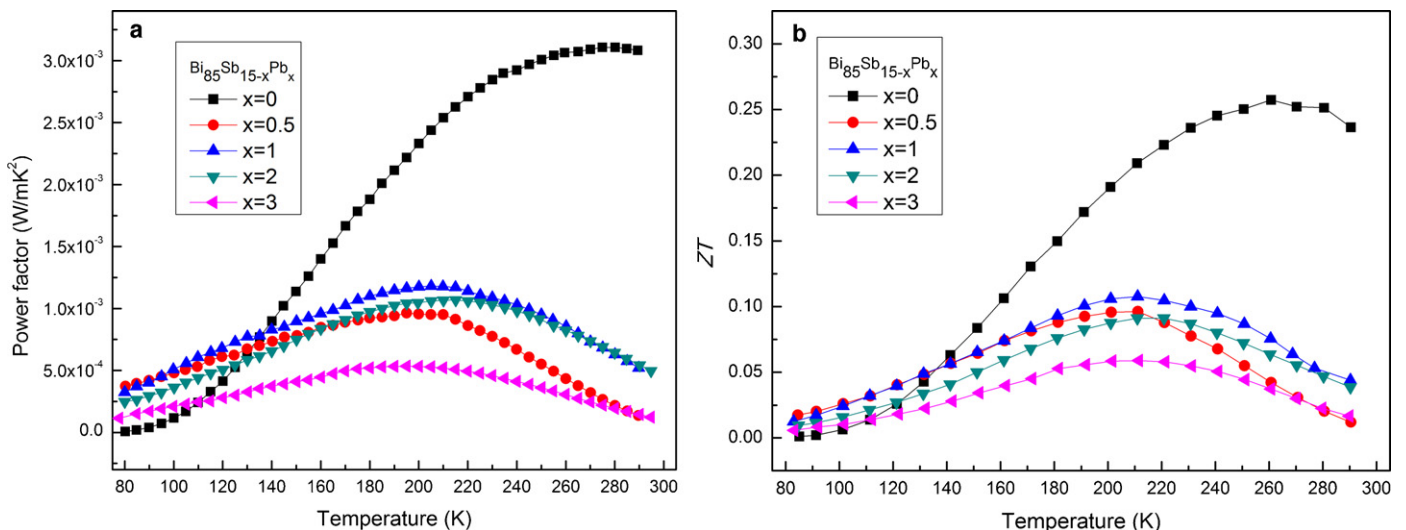 a
Bi85Sb15-xPbx
x=0
x=0.5
x=1
x=2
x=3
3.0x10-3
2.5x10-3
2.0x10-3
1.5x10-3
1.0x10-3
5.0x10-4
0.0
Power factor (W/mK2)
80 100 120 140 160 180 200 220 240 260 280 300
Temperature (K)
b
Bi85Sb15-xPbx
x=0
x=0.5
x=1
x=2
x=3
0.30
0.25
0.20
0.15
0.10
0.05
0.00
ZT
80 100 120 140 160 180 200 220 240 260 280 300
Temperature (K)